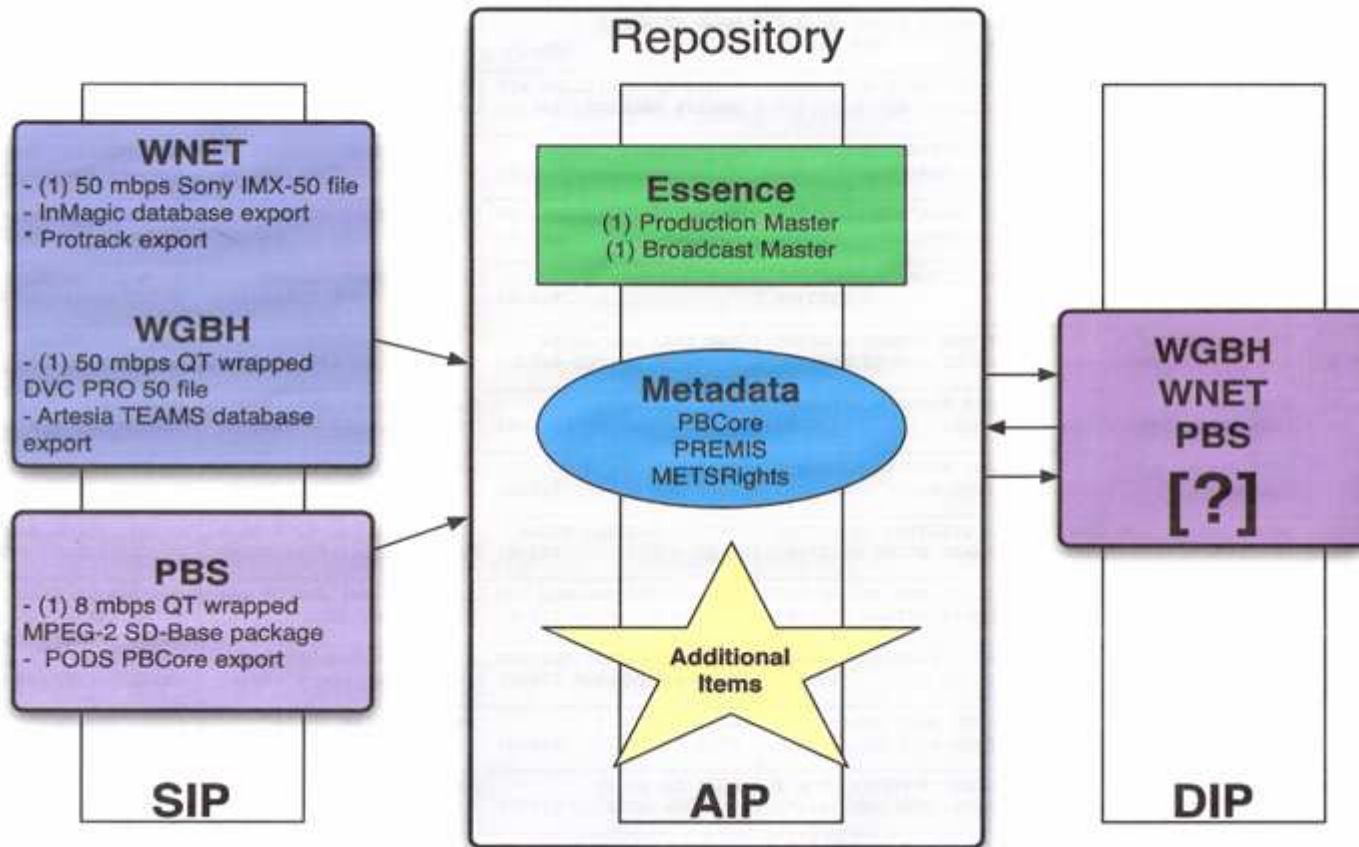 Repository
WNET
- (1) 50 mbps Sony IMX-50 file
- InMagic database export
* Protrack export
WGBH
- (1) 50 mbps QT wrapped
DVC PRO 50 file
- Artesia TEAMS database
export
PBS
- (1) 8 mbps QT wrapped
MPEG-2 SD-Base package
- PODS PBCore export
SIP
Essence
(1) Production Master
(1) Broadcast Master
Metadata
PBCore
PREMIS
METSRights
Additional
Items
AIP
WGBH
WNET
PBS
[?]
DIP